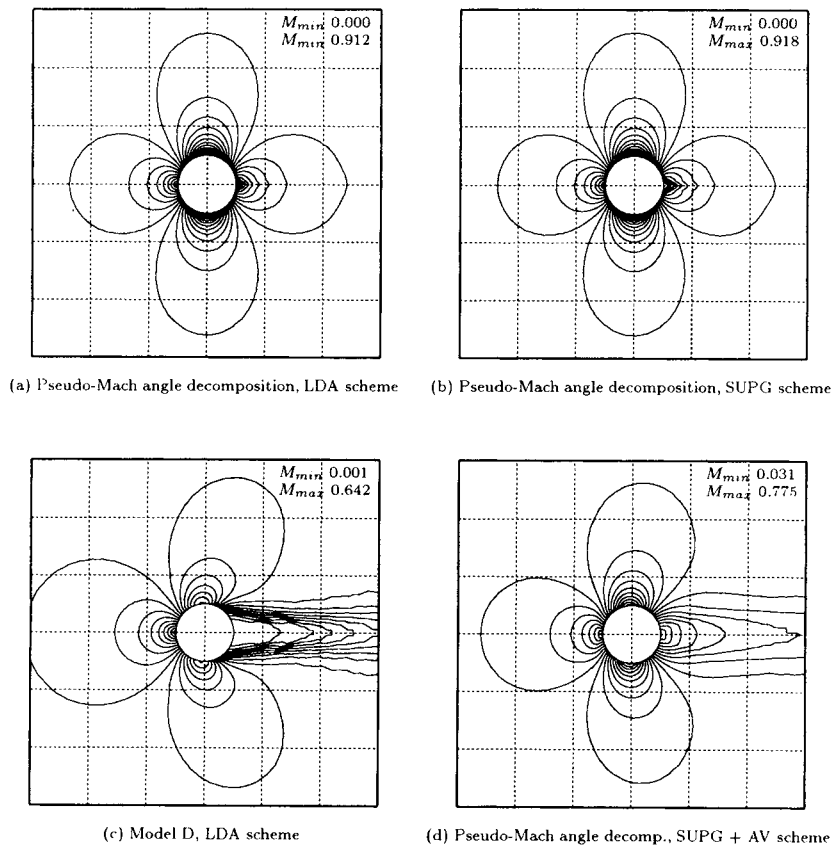 M_min 0.000
M_min 0.912
M_min 0.000
M_max 0.918
(a) Pseudo-Mach angle decomposition, LDA scheme
(b) Pseudo-Mach angle decomposition, SUPG scheme
M_min 0.001
M_max 0.642
M_min 0.031
M_max 0.775
(c) Model D, LDA scheme
(d) Pseudo-Mach angle decomp., SUPG + AV scheme